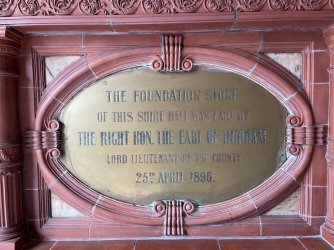 THE FOUNDATION STONE
OF THIS SHIRE HALL WAS LAID BY
THE RIGHT HON. THE EARL OF DURHAM
LORD LIEUTENANT OF THE COUNTY
25TH APRIL 1896.